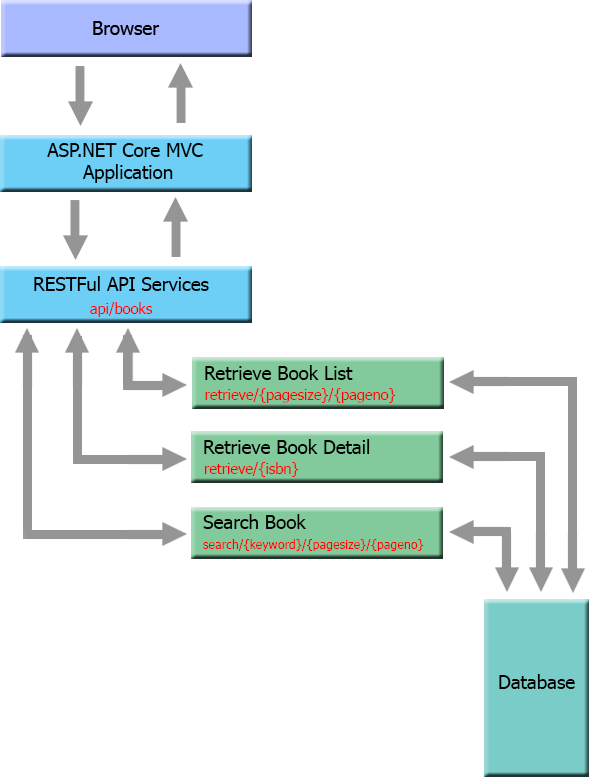 Browser
ASP.NET Core MVC
Application
RESTFul API Services
api/books
Retrieve Book List
retrieve/{pagesize}/{pageno}
Retrieve Book Detail
retrieve/{isbn}
Search Book
search/{keyword}/{pagesize}/{pageno}
Database